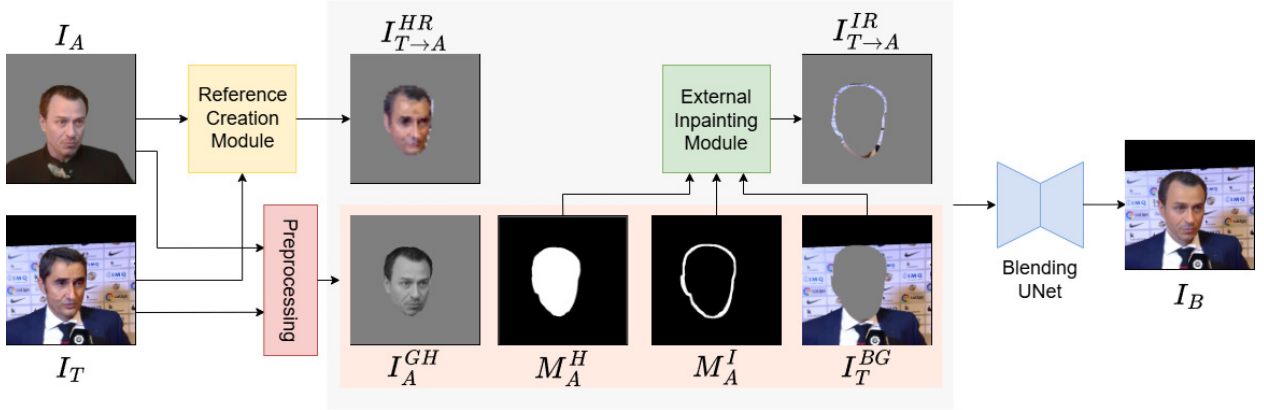 I_A
I^{HR}_{T→A}
I^{IR}_{T→A}
Reference
Creation
Module
External
Inpainting
Module
Preprocessing
Blending
UNet
I_B
I_T
I^{GH}_A
M^H_A
M^I_A
I^{BG}_T